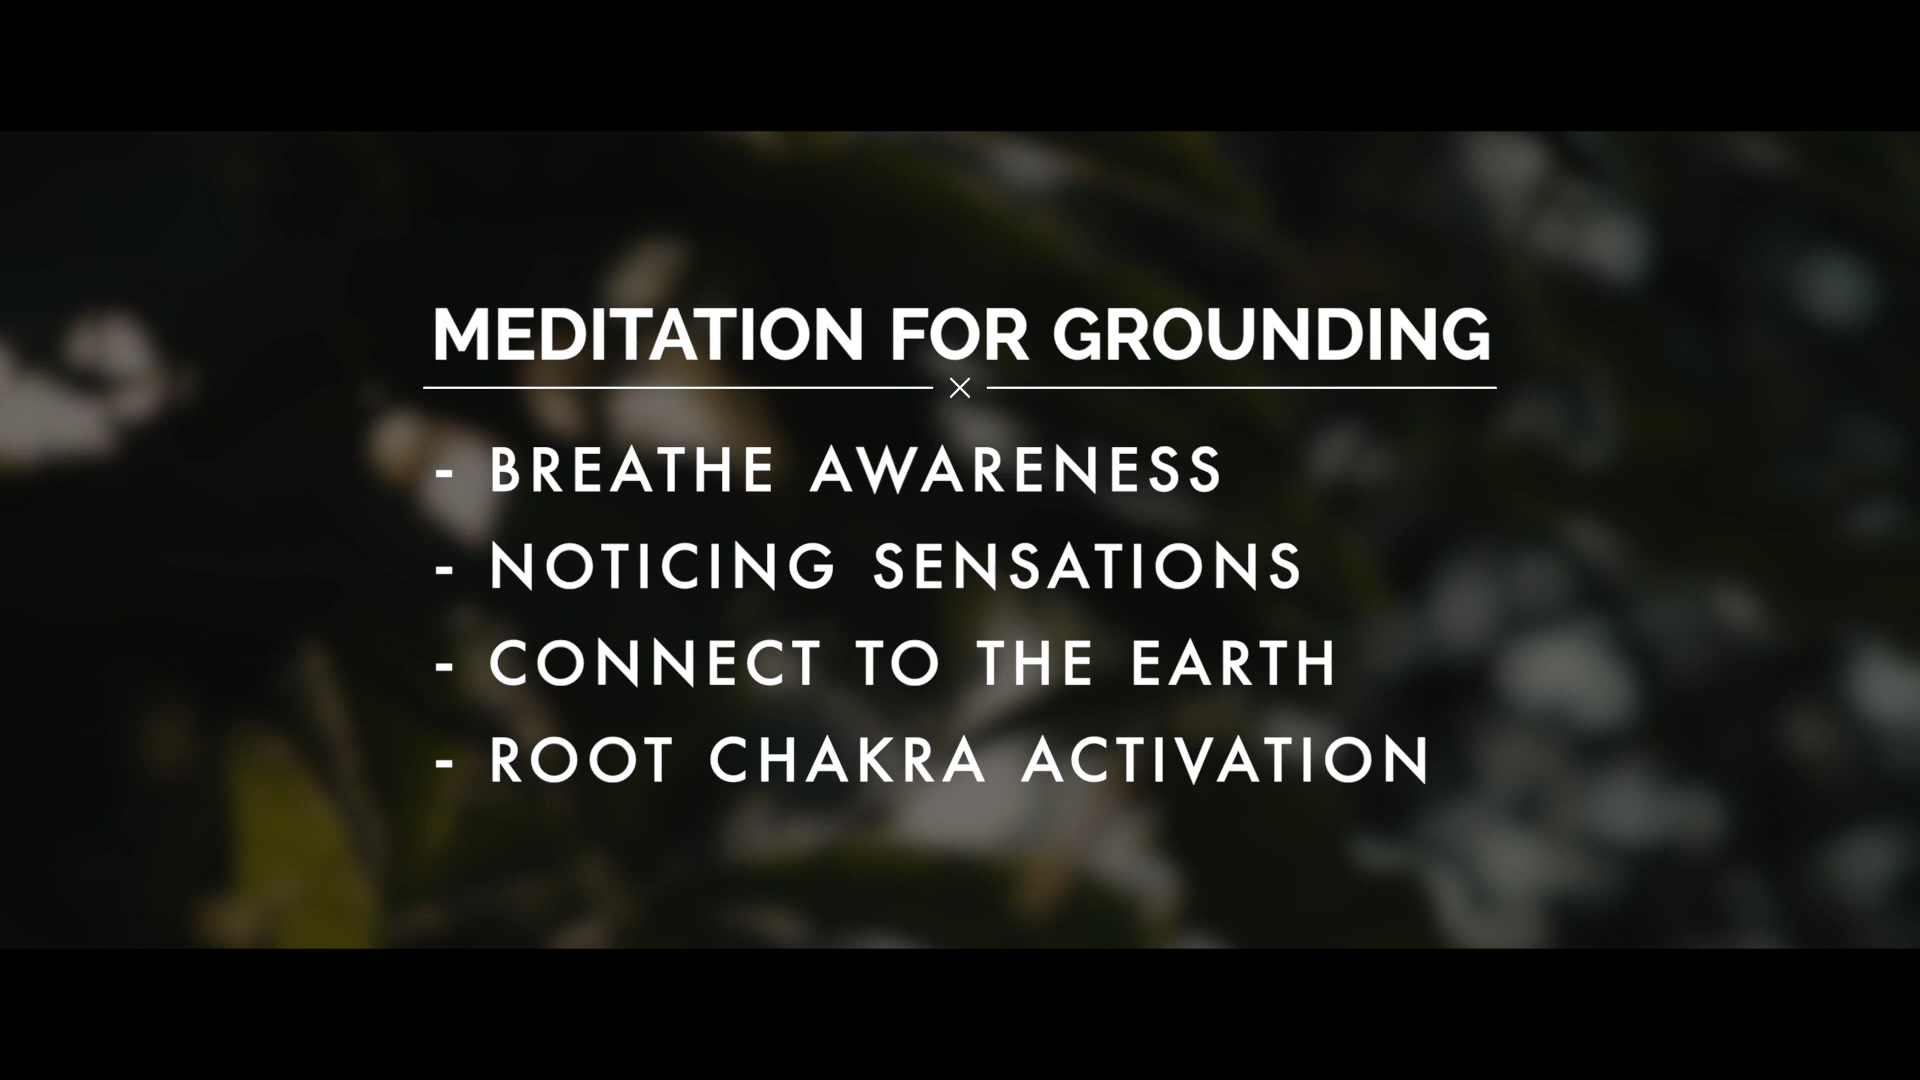 MEDITATION FOR GROUNDING
- BREATHE AWARENESS
- NOTICING SENSATIONS
- CONNECT TO THE EARTH
- ROOT CHAKRA ACTIVATION